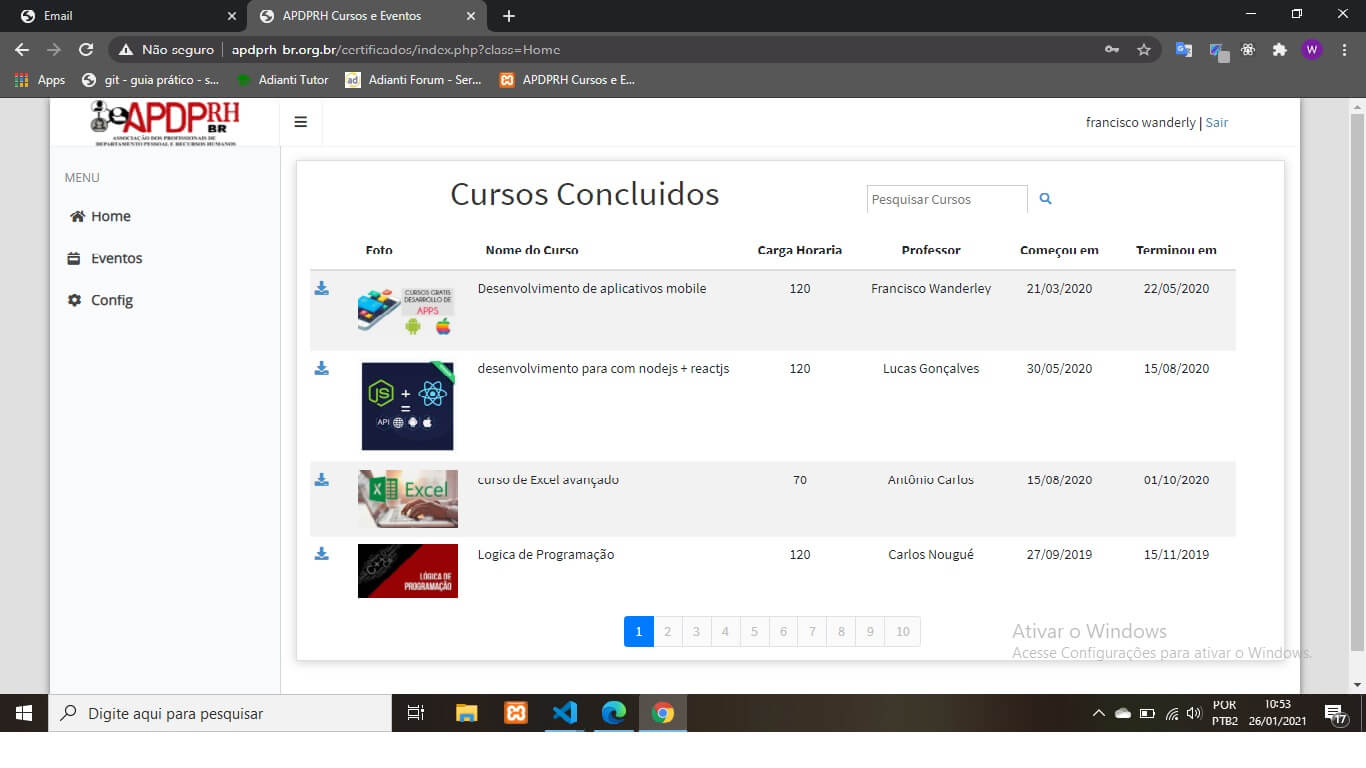 Email
APDPRH Cursos e Eventos
Não seguro
apdprh-br.org.br/certificados/index.php?class=Home
W
Apps
git - guia prático - s...
Adianti Tutor
ad
Adianti Forum - Ser...
APDPRH Cursos e E...
eAPDPRH
BR
ASSOCIAÇÃO DOS PROFISSIONAIS DE
DEPARTAMENTO PESSOAL E RECURSOS HUMANOS
francisco wanderly | Sair
MENU
Home
Eventos
Config
Cursos Concluidos
Pesquisar Cursos
Foto Nome do Curso Carga Horaria Professor Começou em Terminou em
CURSOS GRATIS
DESARROLLO DE
APPS
Desenvolvimento de aplicativos mobile 120 Francisco Wanderley 21/03/2020 22/05/2020
JS + =
API
desenvolvimento para com nodejs + reactjs 120 Lucas Gonçalves 30/05/2020 15/08/2020
X Excel
curso de Excel avançado 70 Antônio Carlos 15/08/2020 01/10/2020
C++
LÓGICA DE
PROGRAMAÇÃO
Logica de Programação 120 Carlos Nougué 27/09/2019 15/11/2019
1 2 3 4 5 6 7 8 9 10
Ativar o Windows
Acesse Configurações para ativar o Windows.
Digite aqui para pesquisar
POR
PTB2
10:53
26/01/2021
17